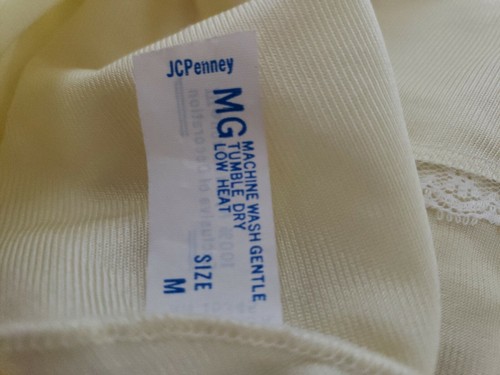 JCPenney
MG
MACHINE WASH GENTLE
TUMBLE DRY
LOW HEAT
SIZE
M